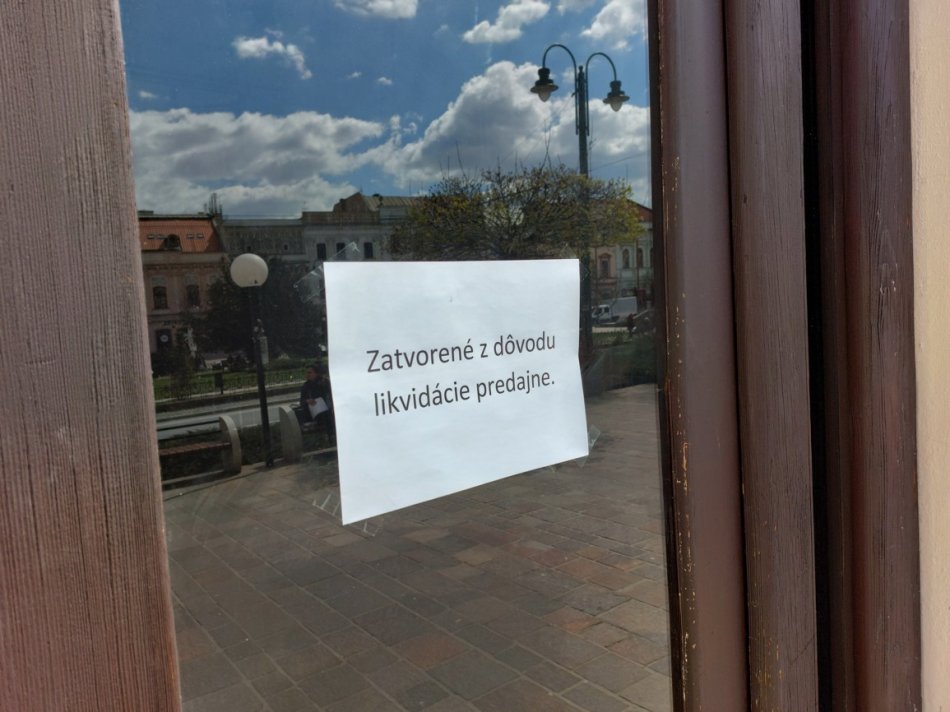 Zatvorené z dôvodu
likvidácie predajne.